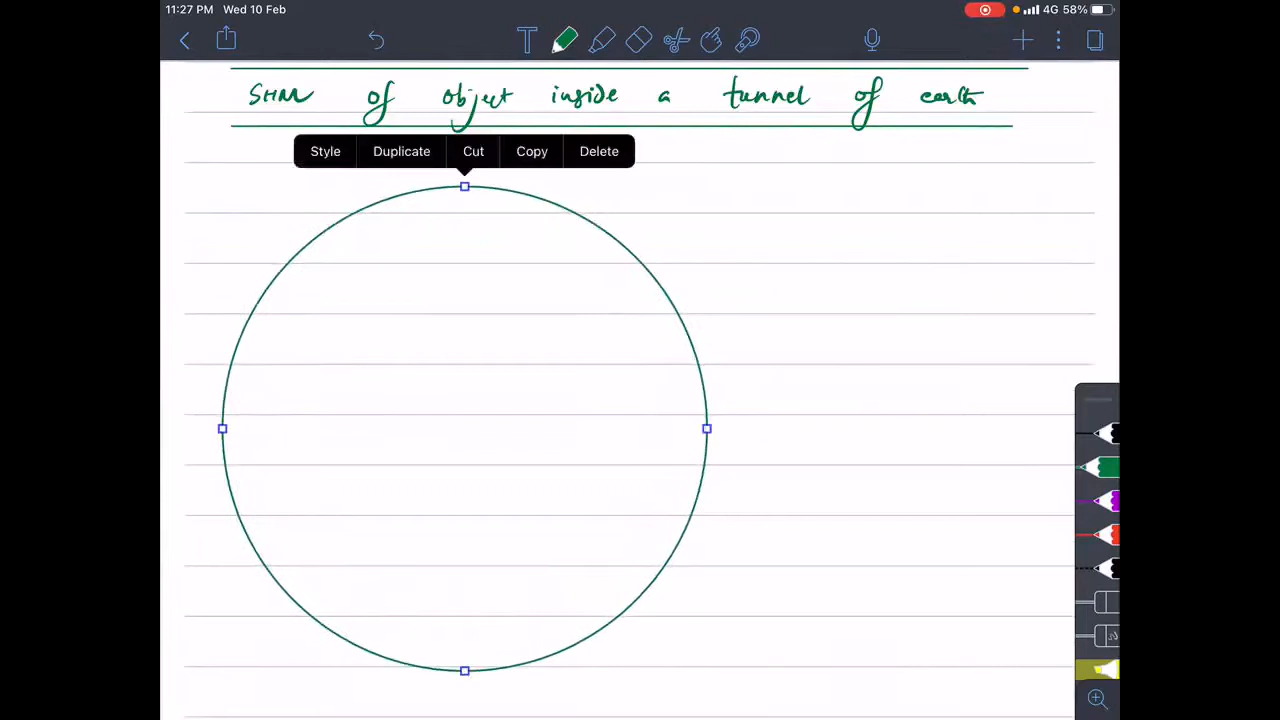 11:27 PM Wed 10 Feb 4G 58%
T
SHM of object inside a tunnel of earth
Style Duplicate Cut Copy Delete